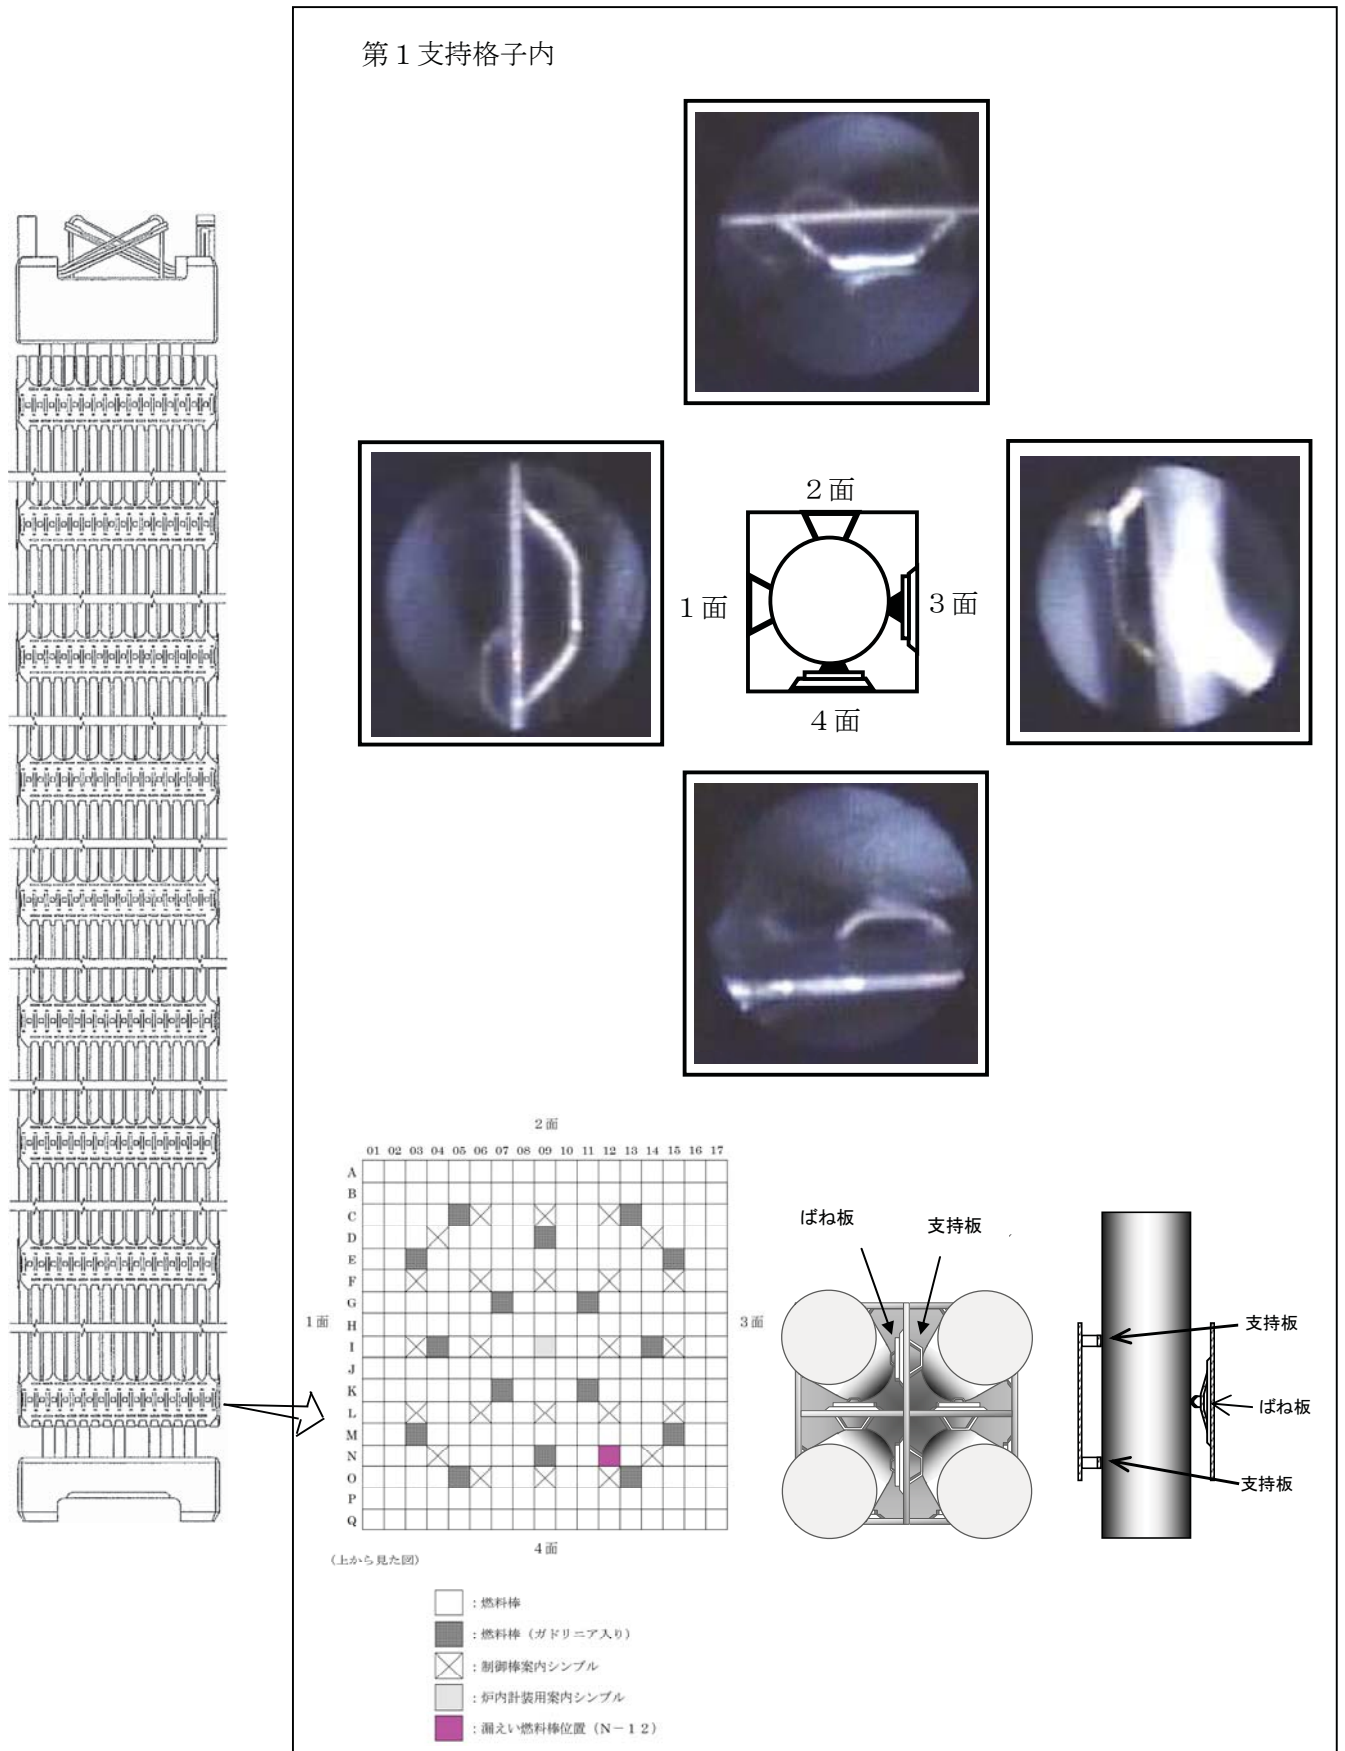 第１支持格子内
２面
１面
３面
４面
２面
01 02 03 04 05 06 07 08 09 10 11 12 13 14 15 16 17
A
B
C
D
E
F
G
H
I
J
K
L
M
N
O
P
Q
１面
３面
４面
（上から見た図）
ばね板
支持板
支持板
ばね板
支持板
：燃料棒
：燃料棒（ガドリニア入り）
：制御棒案内シンブル
：炉内計装用案内シンブル
：漏えい燃料棒位置（Ｎ－１２）